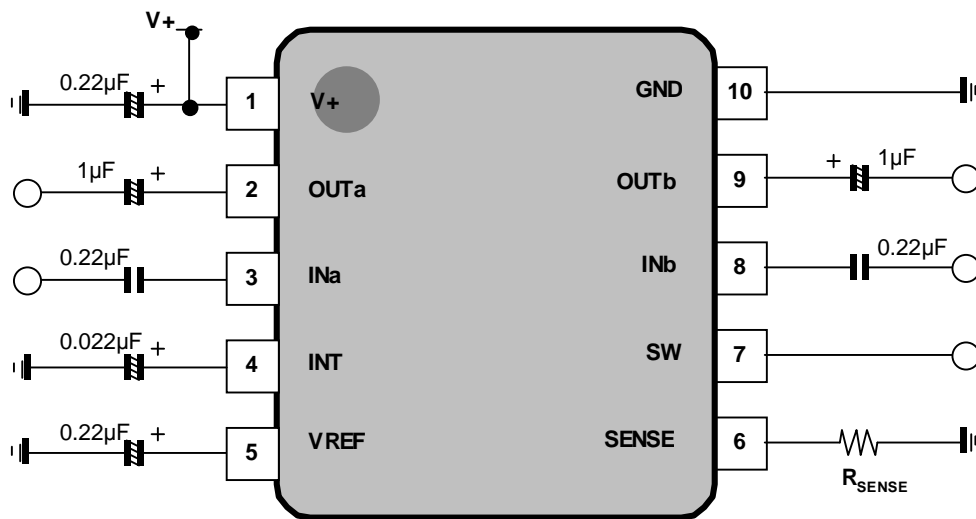 V+
0.22µF +
1 V+
GND 10
1µF +
2 OUTa
OUTb 9
+ 1µF
0.22µF
3 INa
INb 8
0.22µF
0.022µF +
4 INT
SW 7
0.22µF +
5 VREF
SENSE 6
RSENSE